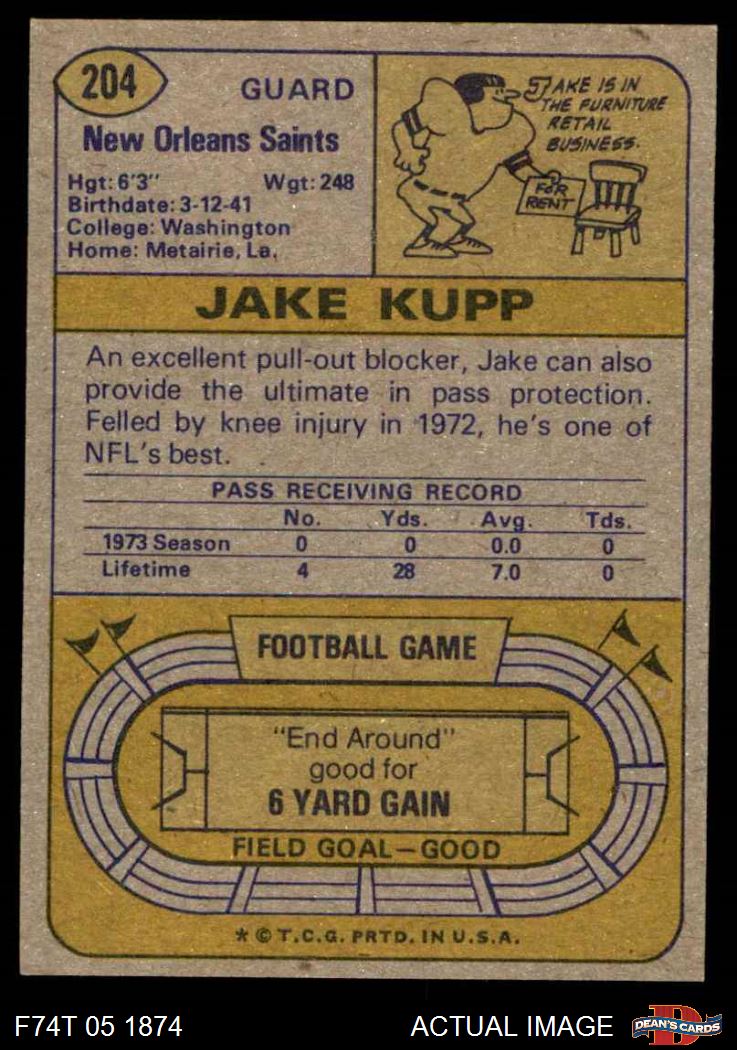 204
GUARD
New Orleans Saints
Hgt: 6'3" Wgt: 248
Birthdate: 3-12-41
College: Washington
Home: Metairie, La.
JAKE IS IN
THE FURNITURE
RETAIL
BUSINESS.
FOR
RENT
JAKE KUPP
An excellent pull-out blocker, Jake can also
provide the ultimate in pass protection.
Felled by knee injury in 1972, he's one of
NFL's best.
PASS RECEIVING RECORD
No. Yds. Avg. Tds.
1973 Season 0 0 0.0 0
Lifetime 4 28 7.0 0
FOOTBALL GAME
"End Around"
good for
6 YARD GAIN
FIELD GOAL—GOOD
* © T.C.G. PRTD. IN U.S.A.
F74T 05 1874 ACTUAL IMAGE
DEAN'S CARDS